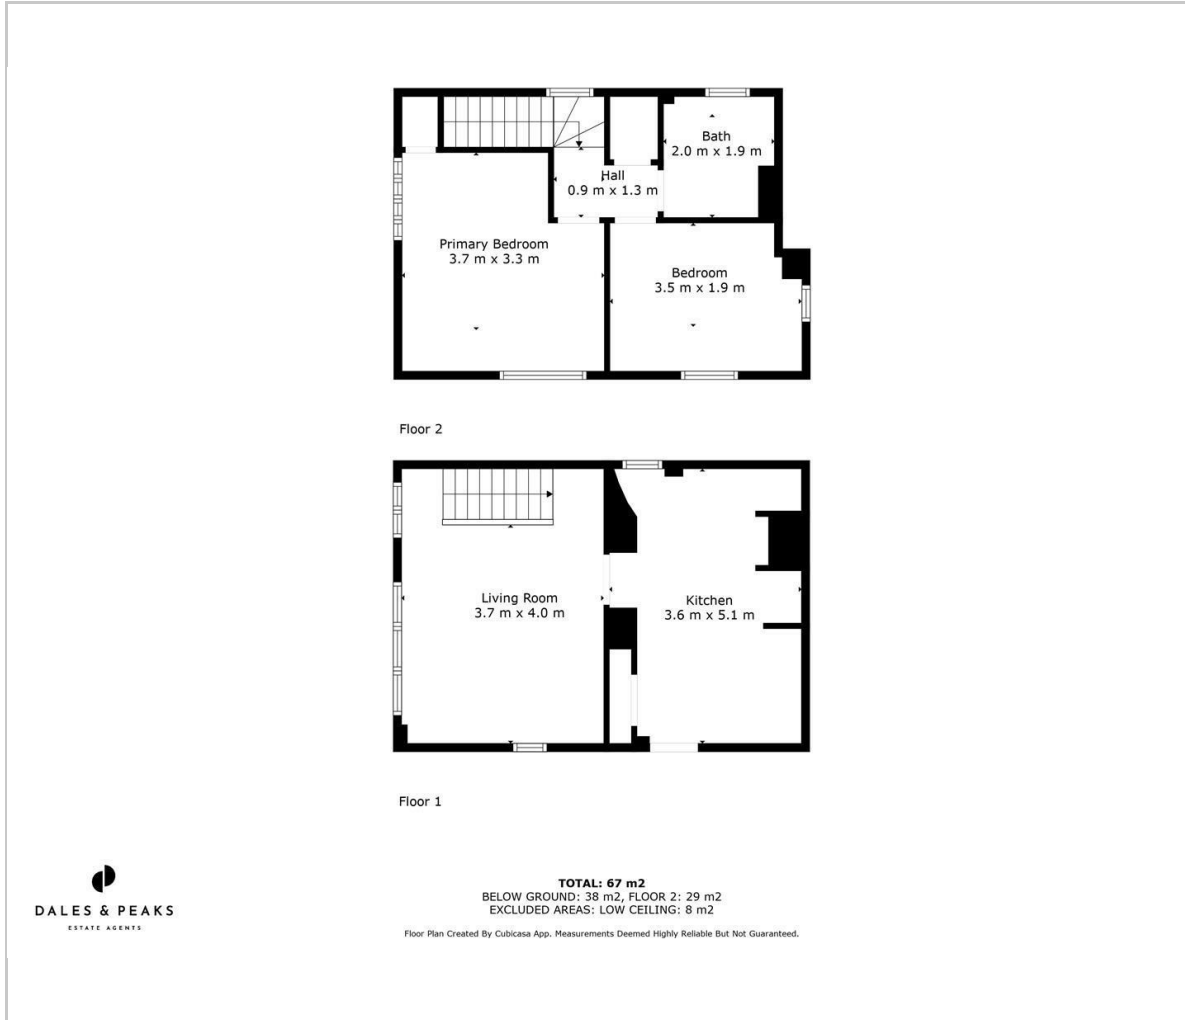 Bath
2.0 m x 1.9 m
Hall
0.9 m x 1.3 m
Primary Bedroom
3.7 m x 3.3 m
Bedroom
3.5 m x 1.9 m
Floor 2
Living Room
3.7 m x 4.0 m
Kitchen
3.6 m x 5.1 m
Floor 1
DALES & PEAKS
ESTATE AGENTS
TOTAL: 67 m2
BELOW GROUND: 38 m2, FLOOR 2: 29 m2
EXCLUDED AREAS: LOW CEILING: 8 m2
Floor Plan Created By Cubicasa App. Measurements Deemed Highly Reliable But Not Guaranteed.